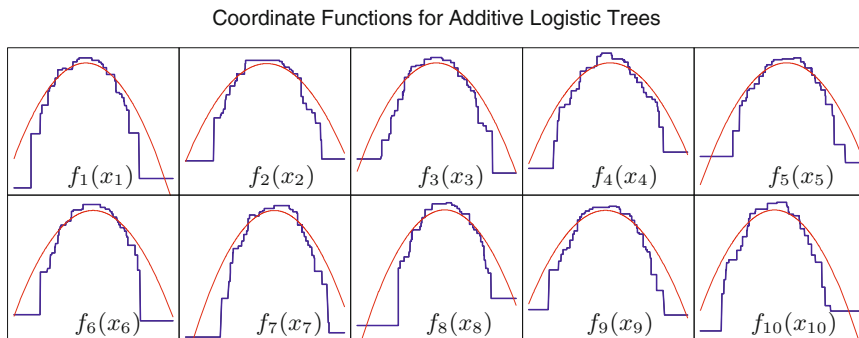 Coordinate Functions for Additive Logistic Trees
f₁(x₁) f₂(x₂) f₃(x₃) f₄(x₄) f₅(x₅)
f₆(x₆) f₇(x₇) f₈(x₈) f₉(x₉) f₁₀(x₁₀)